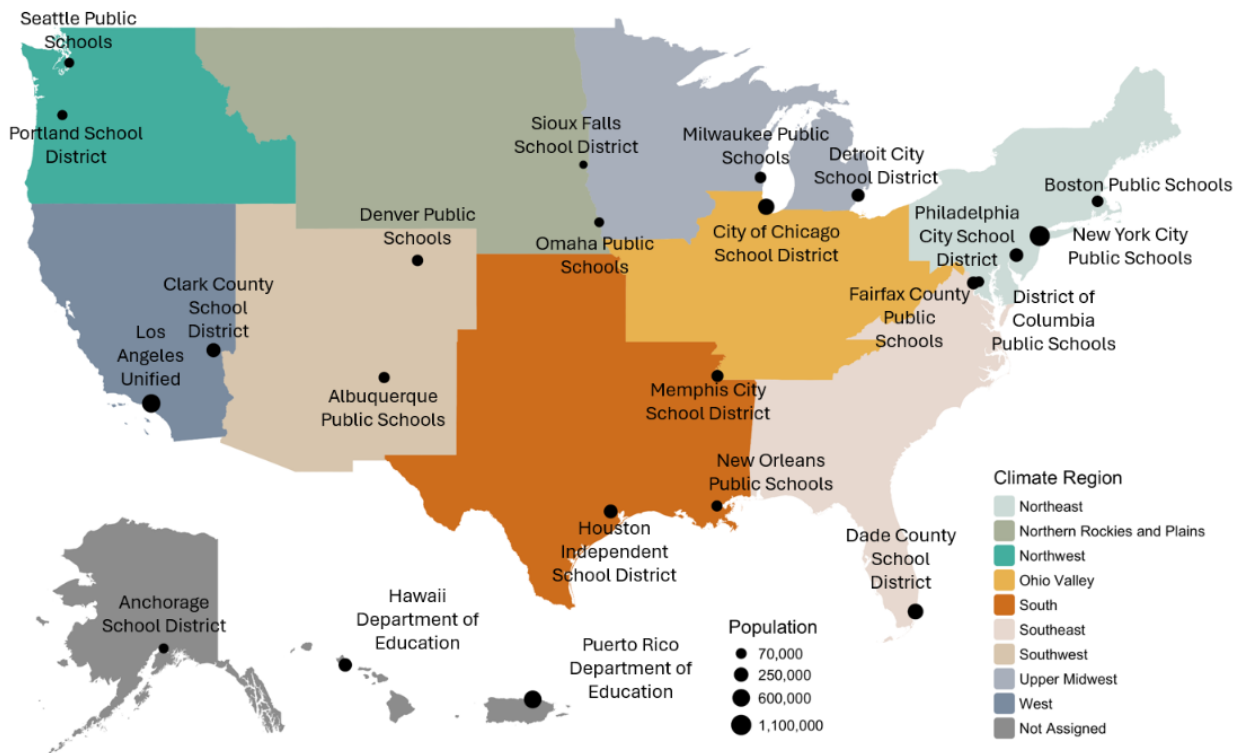 Seattle Public
Schools
Portland School
District
Sioux Falls
School District
Milwaukee Public
Schools
Detroit City
School District
Boston Public Schools
Denver Public
Schools
Omaha Public
Schools
City of Chicago
School District
Philadelphia
City School
District
New York City
Public Schools
Clark County
School
District
Los
Angeles
Unified
Fairfax County
Public
Schools
District of
Columbia
Public Schools
Albuquerque
Public Schools
Memphis City
School District
New Orleans
Public Schools
Houston
Independent
School District
Dade County
School
District
Anchorage
School District
Hawaii
Department of
Education
Puerto Rico
Department of
Education
Population
70,000
250,000
600,000
1,100,000
Climate Region
Northeast
Northern Rockies and Plains
Northwest
Ohio Valley
South
Southeast
Southwest
Upper Midwest
West
Not Assigned